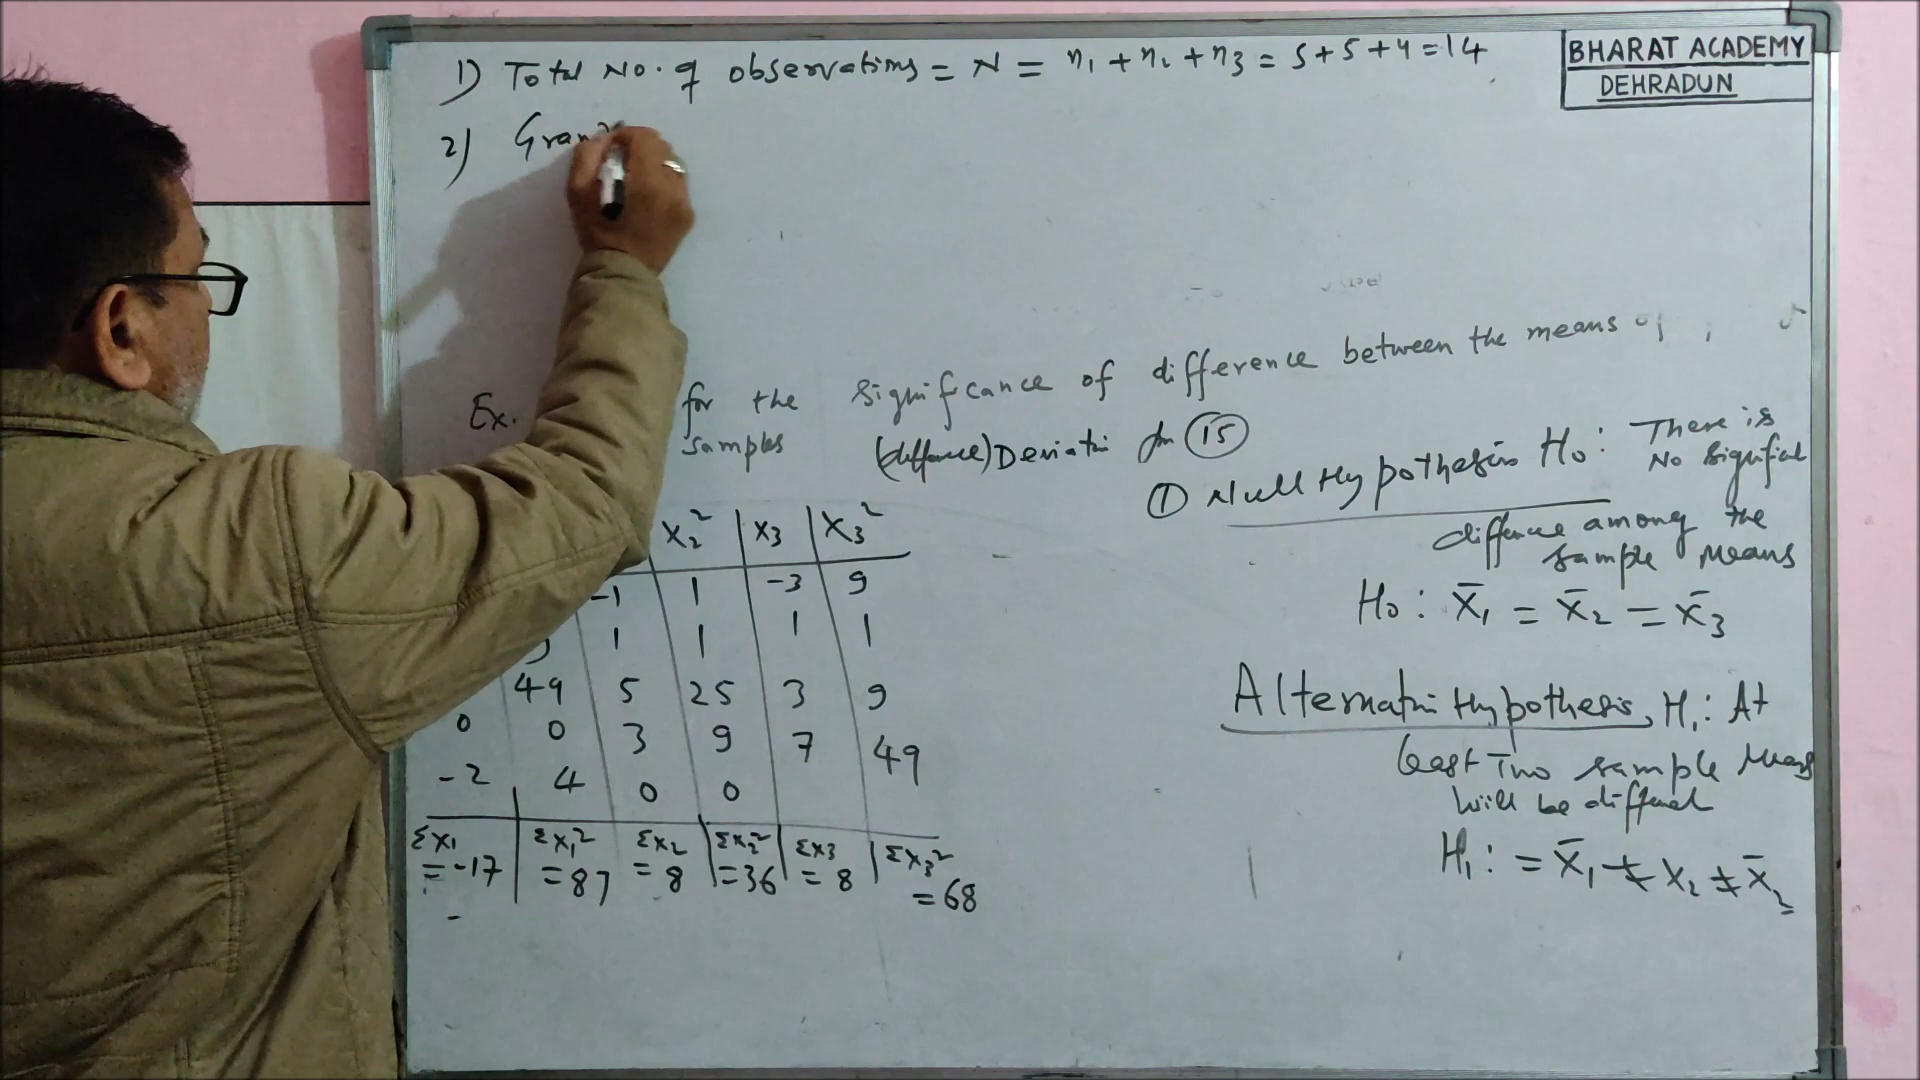 1) Total No. of observations = N = n1 + n2 + n3 = 5 + 5 + 4 = 14
BHARAT ACADEMY
DEHRADUN
2) Gran
Ex. for the significance of difference between the means of
samples (difference) Deviation from 15
① Null Hypothesis H0 : There is
No Significant
difference among the
sample Means
H0 : X̄1 = X̄2 = X̄3
Alternative Hypothesis, H1 : At
least Two sample Means
will be different
H1 : = X̄1 ≠ X2 ≠ X̄2
X2² X3 X3²
-1 1 -3 9
1 1 1 1
49 5 25 3 9
0 0 3 9 7 49
-2 4 0 0
Σx1 Σx1² Σx2 Σx2² Σx3 Σx3²
= -17 = 87 = 8 = 36 = 8 = 68